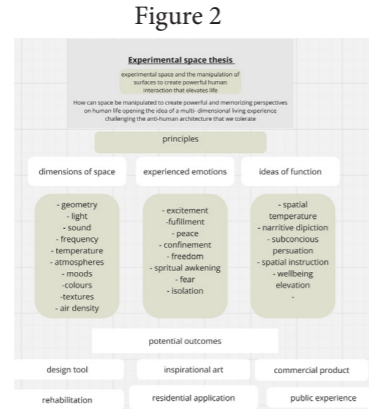 Figure 2
Experimental space thesis
experimental space and the manipulation of
surfaces to create powerful human
interaction that elevates life
How can space be manipulated to create powerful and memorizing perspectives
on human life opening the idea of a multi- dimensional living experience
challenging the anti-human architecture that we tolerate
principles
dimensions of space
- geometry
- light
- sound
- frequency
- temperature
- atmospheres
- moods
-colours
-textures
- air density
experienced emotions
- excitement
-fufillment
- peace
- confinement
- freedom
- spritual awkening
- fear
- isolation
ideas of function
- spatial
temperature
- narritive dipiction
- subconcious
persuation
- spatial instruction
- wellbeing
elevation
-
potential outcomes
design tool
inspirational art
commercial product
rehabilitation
residential application
public experience